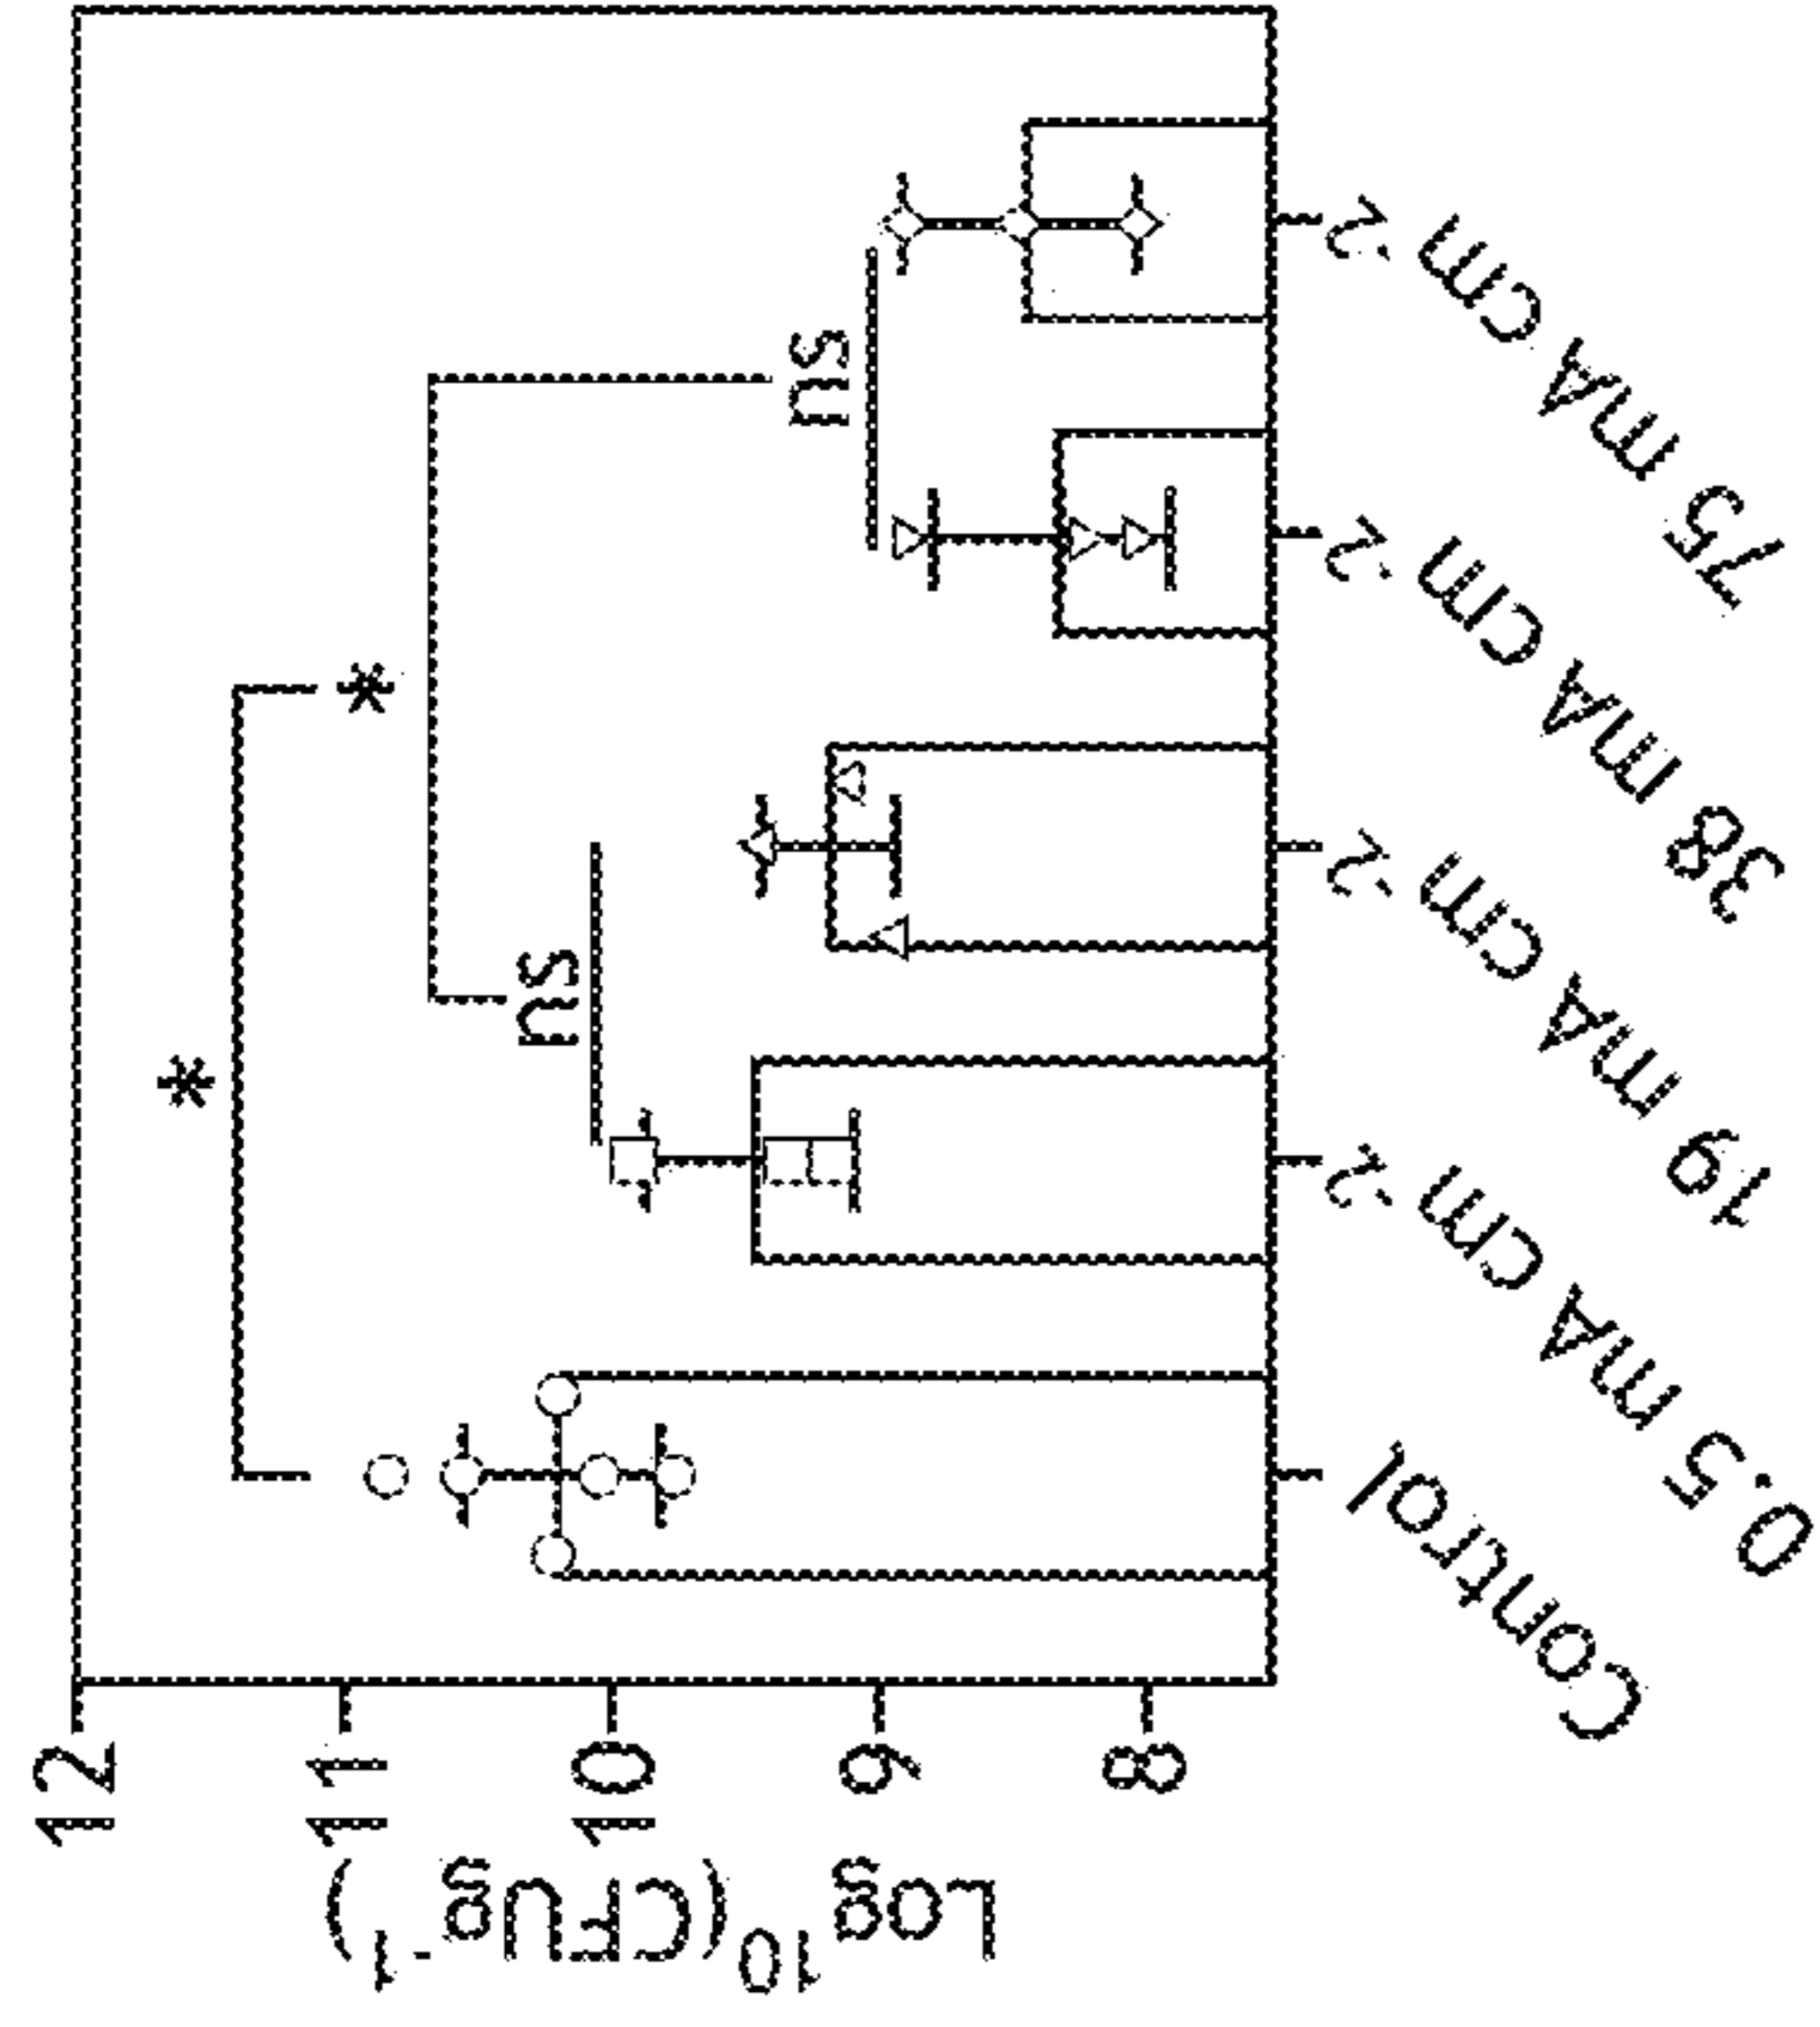 Log10(CFUg-1)
12
11
10
9
8
*
*
ns
ns
Control
0.5 mA cm-2
19 mA cm-2
38 mA cm-2
75 mA cm-2